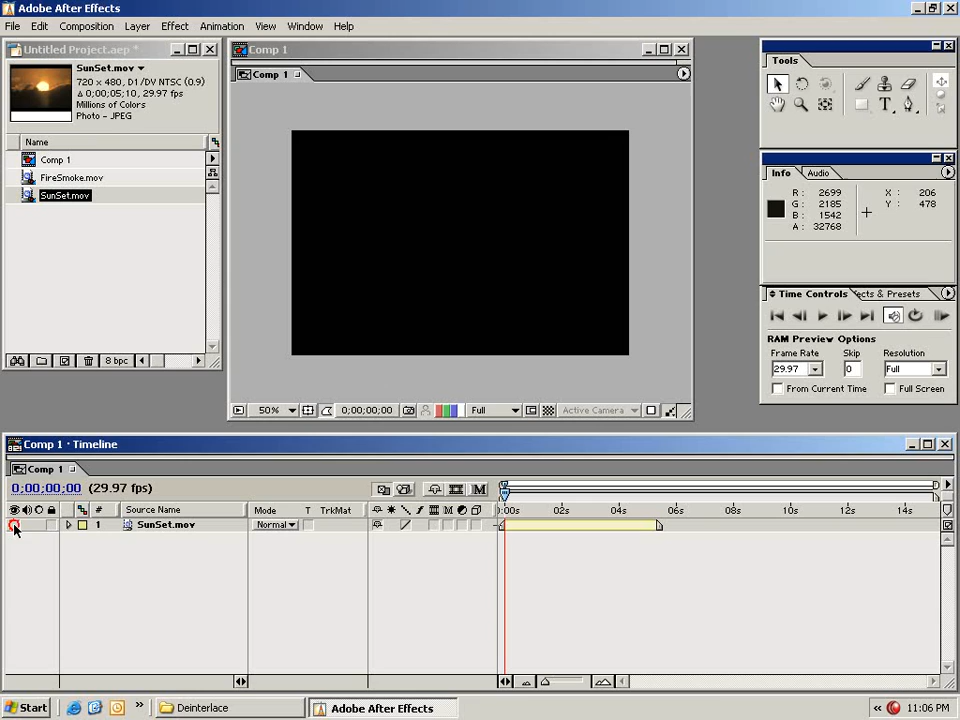 Adobe After Effects
File Edit Composition Layer Effect Animation View Window Help
Untitled Project.aep *
SunSet.mov
720 x 480, D1/DV NTSC (0.9)
Δ 0;00;05;10, 29.97 fps
Millions of Colors
Photo - JPEG
Name
Comp 1
FireSmoke.mov
SunSet.mov
8 bpc
Comp 1
Comp 1
50%
0;00;00;00
Full
Active Camera
Tools
Info Audio
R: 2699 X: 206
G: 2185 Y: 478
B: 1542
A: 32768
Time Controls
ects & Presets
RAM Preview Options
Frame Rate Skip Resolution
29.97 0 Full
From Current Time Full Screen
Comp 1 • Timeline
Comp 1
0;00;00;00 (29.97 fps)
# Source Name Mode T TrkMat
:00s 02s 04s 06s 08s 10s 12s 14s
1 SunSet.mov Normal
Start Deinterlace Adobe After Effects 11:06 PM